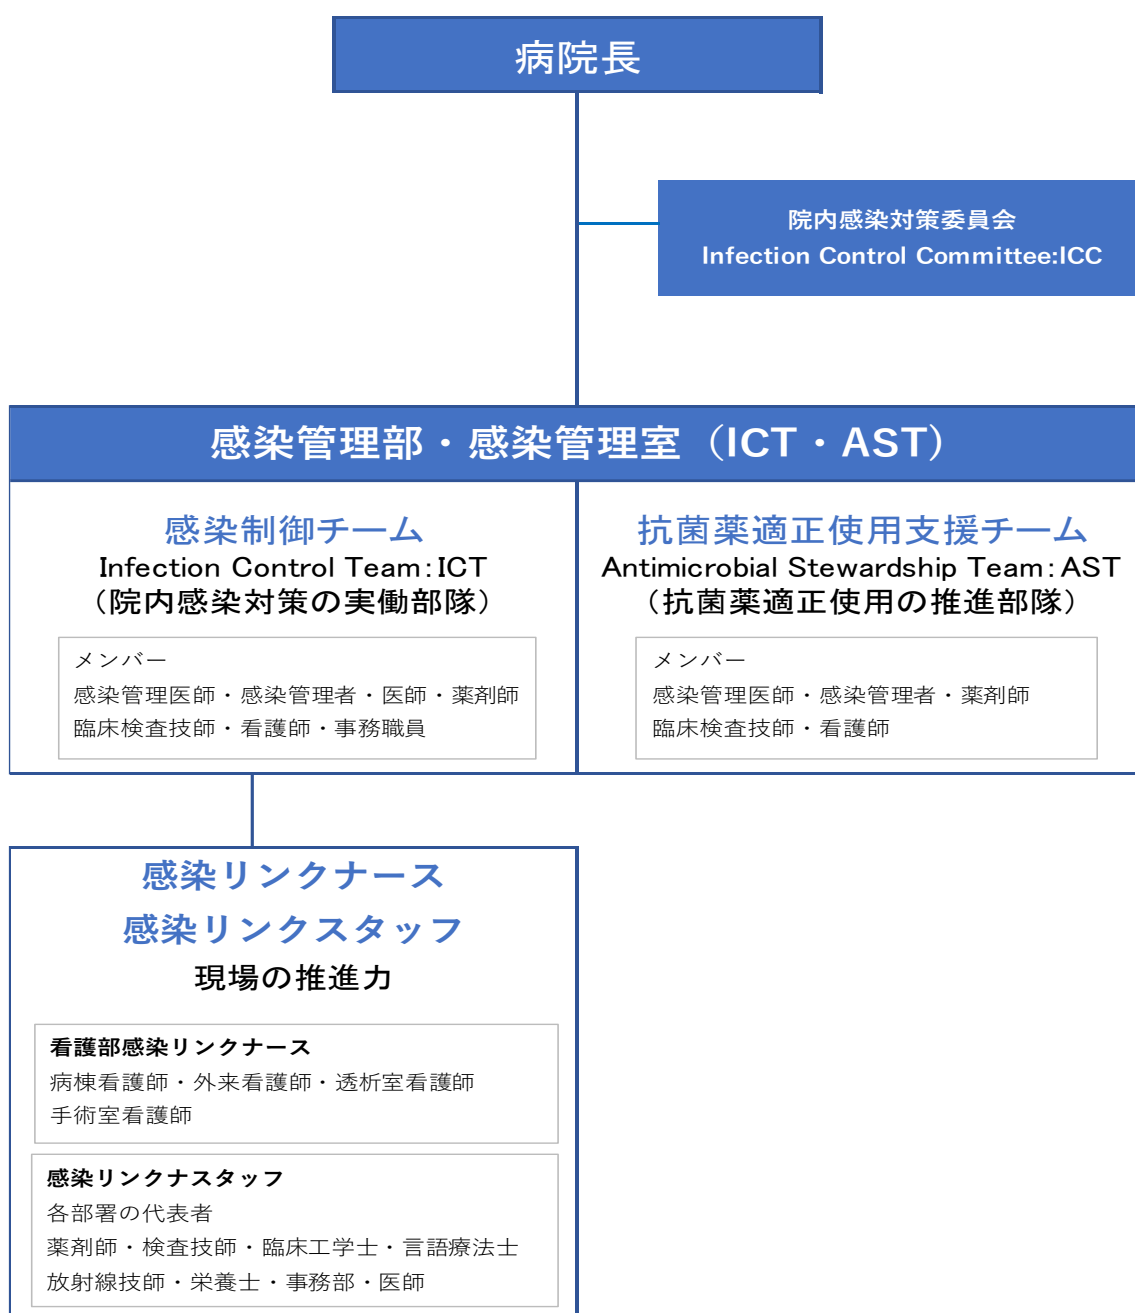 病院長
院内感染対策委員会
Infection Control Committee:ICC
感染管理部・感染管理室（ICT・AST）
感染制御チーム
Infection Control Team：ICT
（院内感染対策の実働部隊）
メンバー
感染管理医師・感染管理者・医師・薬剤師
臨床検査技師・看護師・事務職員
抗菌薬適正使用支援チーム
Antimicrobial Stewardship Team：AST
（抗菌薬適正使用の推進部隊）
メンバー
感染管理医師・感染管理者・薬剤師
臨床検査技師・看護師
感染リンクナース
感染リンクスタッフ
現場の推進力
看護部感染リンクナース
病棟看護師・外来看護師・透析室看護師
手術室看護師
感染リンクナスタッフ
各部署の代表者
薬剤師・検査技師・臨床工学士・言語療法士
放射線技師・栄養士・事務部・医師